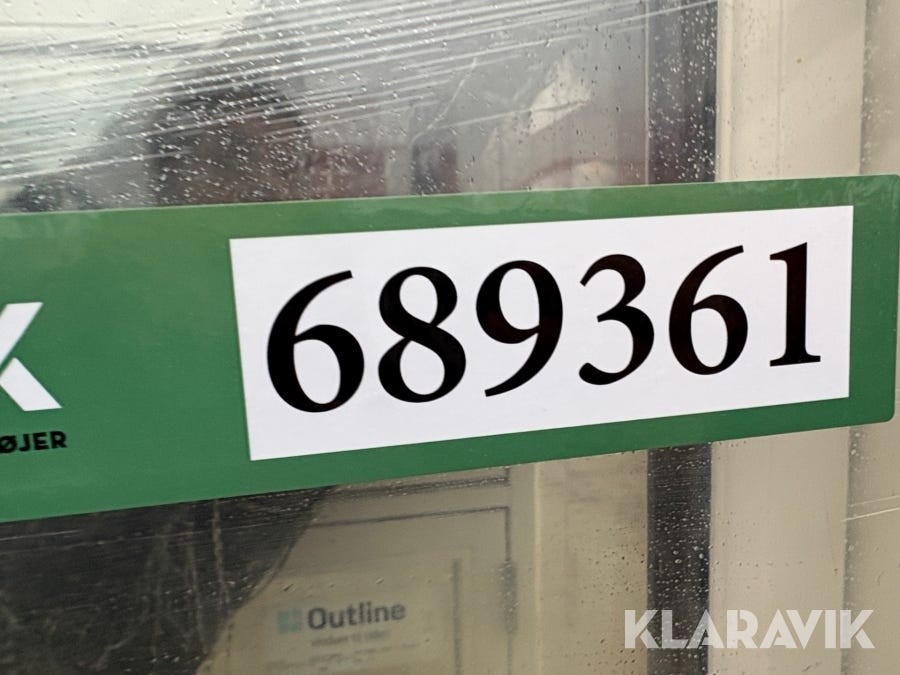 689361
K
ØJER
Outline
KLARAVIK